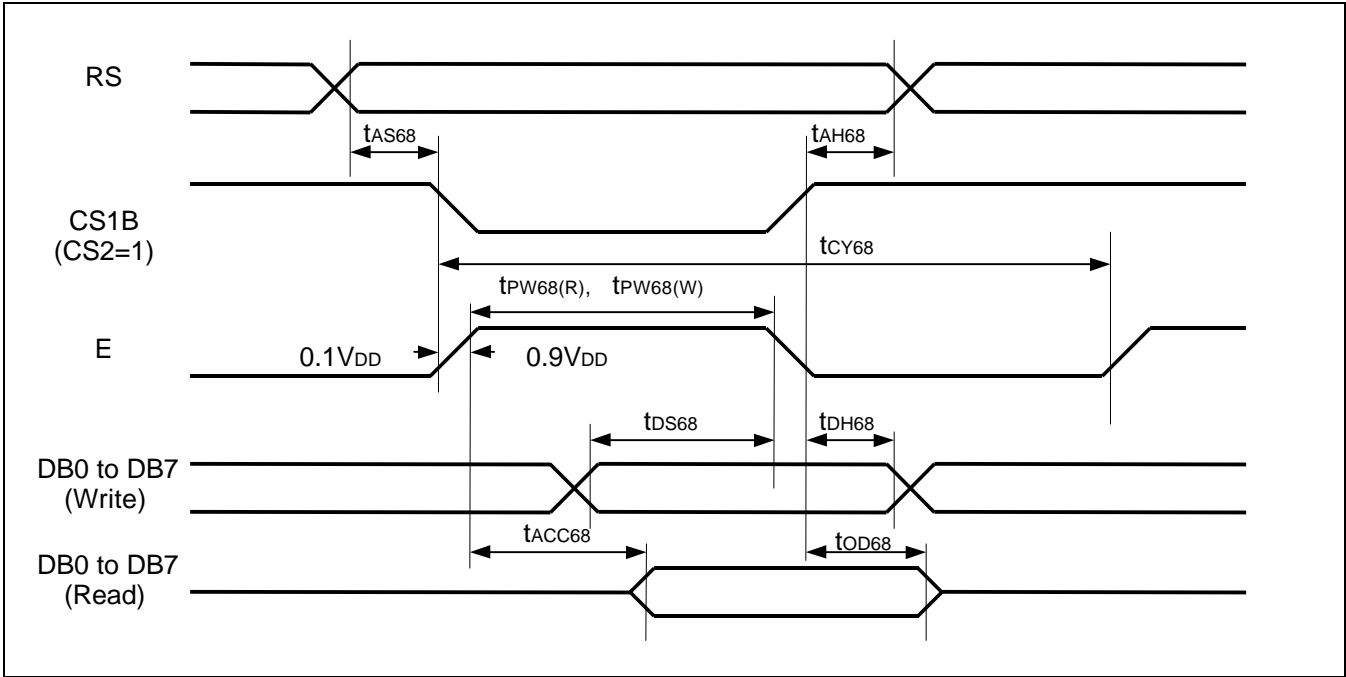 RS
tAS68
tAH68
CS1B
(CS2=1)
tCY68
tPW68(R), tPW68(W)
E
0.1VDD
0.9VDD
tDS68
tDH68
DB0 to DB7
(Write)
tACC68
tOD68
DB0 to DB7
(Read)